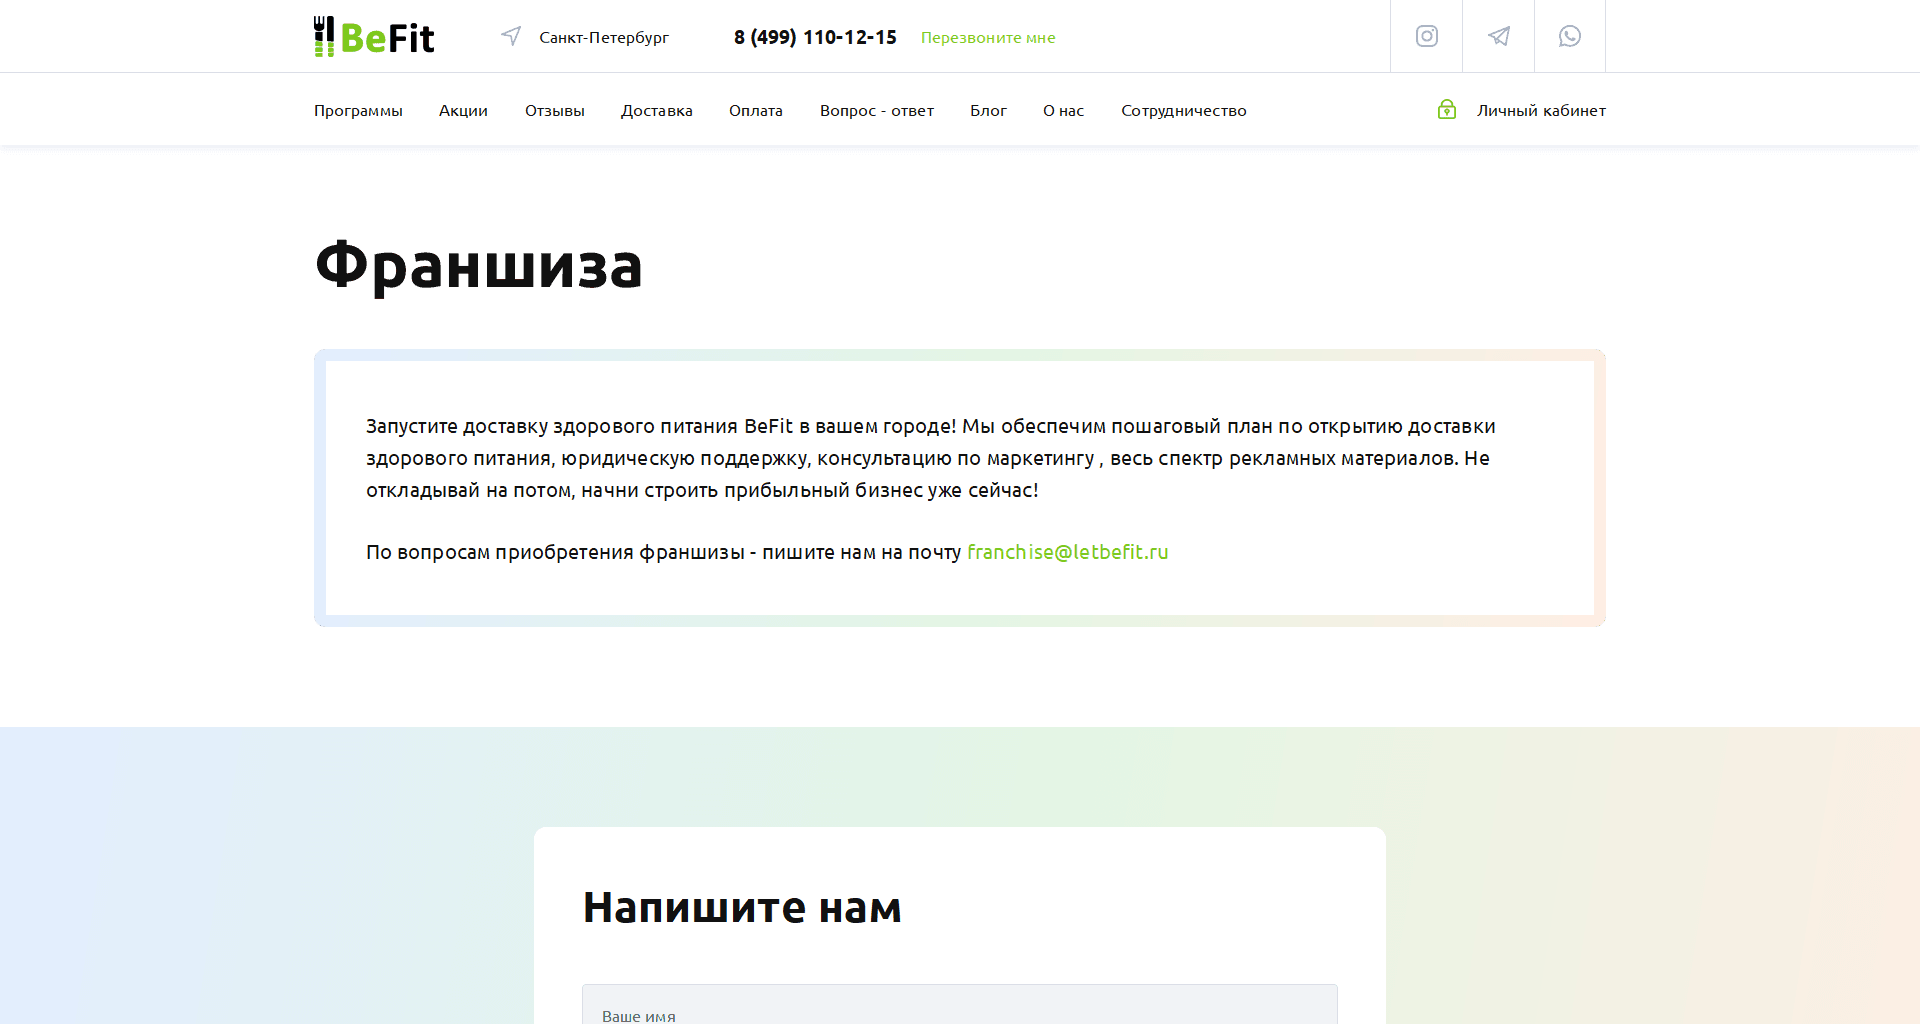 BeFit
Санкт-Петербург
8 (499) 110-12-15
Перезвоните мне
Программы
Акции
Отзывы
Доставка
Оплата
Вопрос - ответ
Блог
О нас
Сотрудничество
Личный кабинет
Франшиза
Запустите доставку здорового питания BeFit в вашем городе! Мы обеспечим пошаговый план по открытию доставки
здорового питания, юридическую поддержку, консультацию по маркетингу , весь спектр рекламных материалов. Не
откладывай на потом, начни строить прибыльный бизнес уже сейчас!
По вопросам приобретения франшизы - пишите нам на почту franchise@letbefit.ru
Напишите нам
Ваше имя